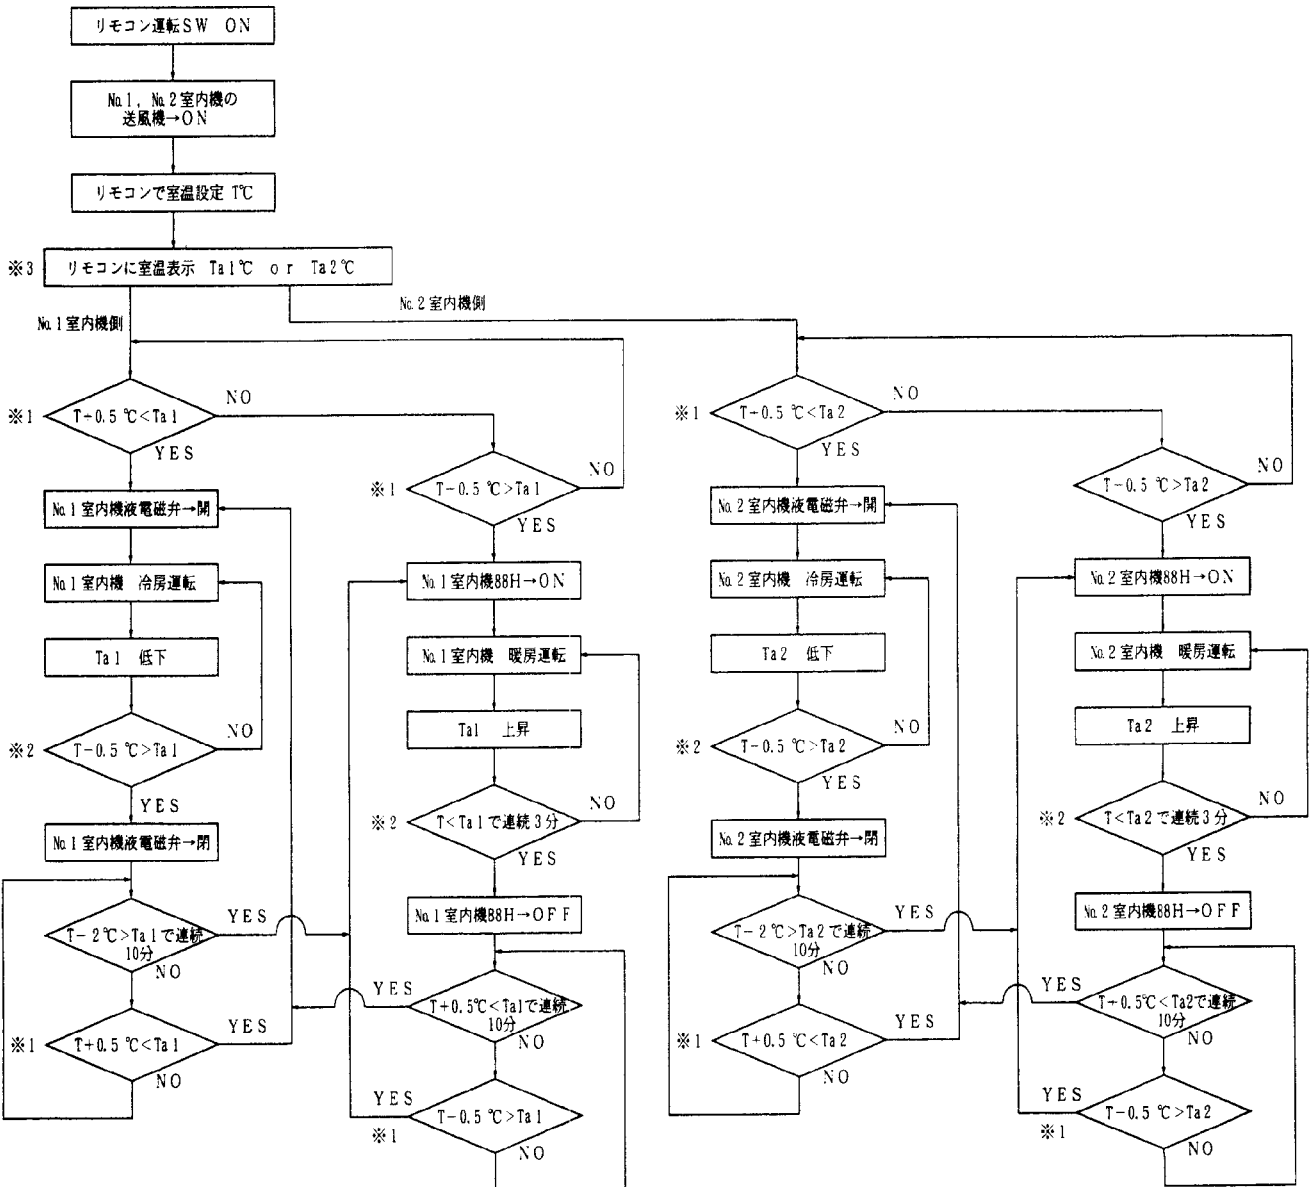 リモコン運転SW ON
No.1，No.2室内機の
送風機→ON
リモコンで室温設定 T℃
※3
リモコンに室温表示 Ta1℃ or Ta2℃
No.1室内機側
No.2室内機側
※1
T+0.5℃<Ta1
NO
YES
No.1室内機液電磁弁→開
No.1室内機 冷房運転
Ta1 低下
※2
T−0.5℃>Ta1
NO
YES
No.1室内機液電磁弁→閉
T−2℃>Ta1で連続
10分
YES
NO
※1
T+0.5℃<Ta1
YES
NO
※1
T−0.5℃>Ta1
NO
YES
No.1室内機88H→ON
No.1室内機 暖房運転
Ta1 上昇
※2
T<Ta1で連続3分
NO
YES
No.1室内機88H→OFF
YES
T+0.5℃<Ta1で連続
10分
NO
YES
T−0.5℃>Ta1
※1
NO
※1
T+0.5℃<Ta2
NO
YES
No.2室内機液電磁弁→開
No.2室内機 冷房運転
Ta2 低下
※2
T−0.5℃>Ta2
NO
YES
No.2室内機液電磁弁→閉
T−2℃>Ta2で連続
10分
YES
NO
※1
T+0.5℃<Ta2
YES
NO
T−0.5℃>Ta2
NO
YES
No.2室内機88H→ON
No.2室内機 暖房運転
Ta2 上昇
※2
T<Ta2で連続3分
NO
YES
No.2室内機88H→OFF
YES
T+0.5℃<Ta2で連続
10分
NO
YES
T−0.5℃>Ta2
※1
NO